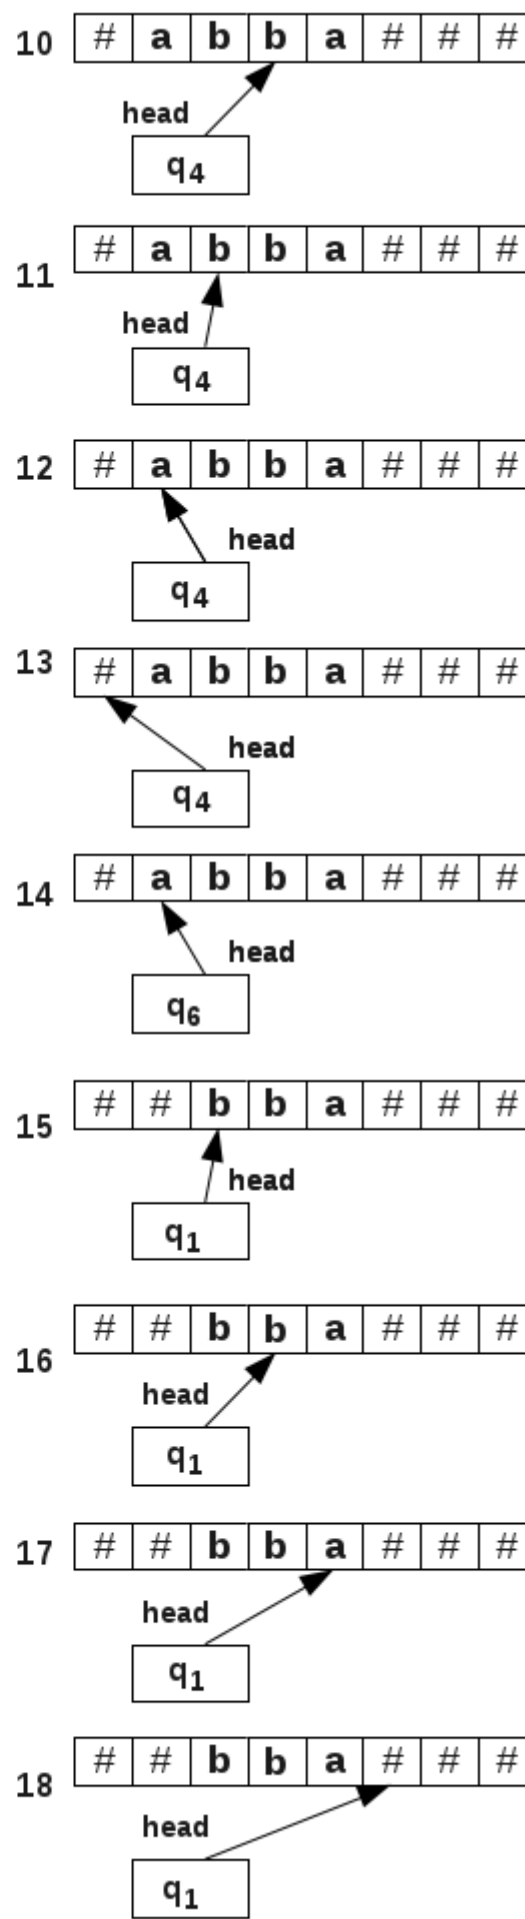 10 # a b b a # # #
head
q4
11 # a b b a # # #
head
q4
12 # a b b a # # #
head
q4
13 # a b b a # # #
head
q4
14 # a b b a # # #
head
q6
15 # # b b a # # #
head
q1
16 # # b b a # # #
head
q1
17 # # b b a # # #
head
q1
18 # # b b a # # #
head
q1